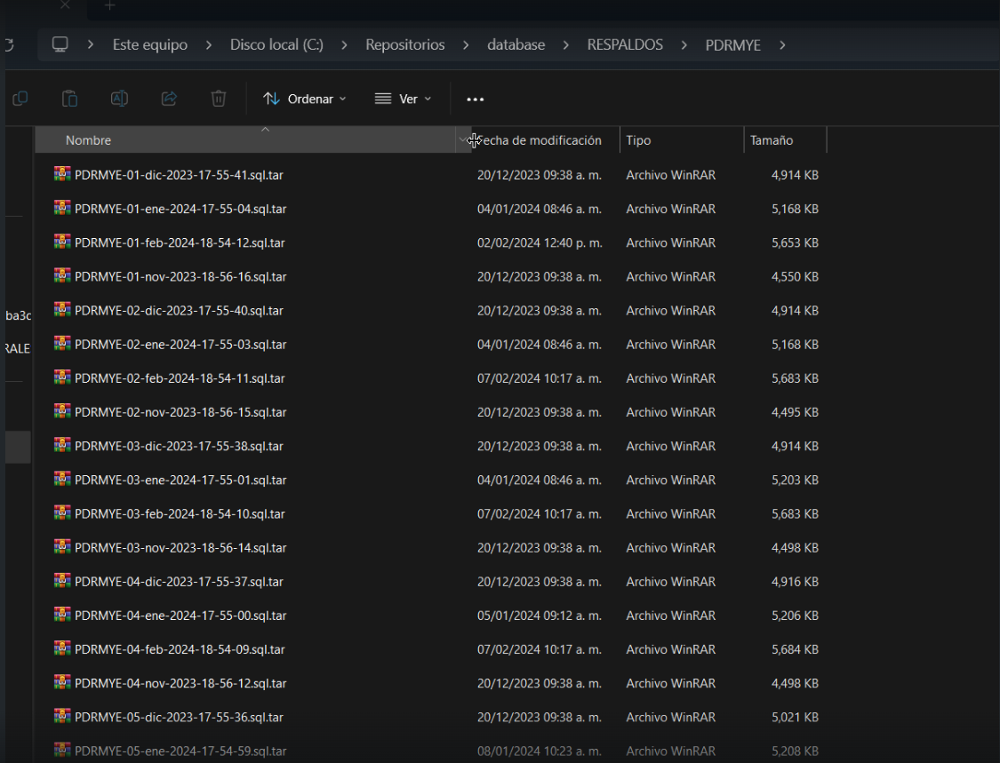 Este equipo > Disco local (C:) > Repositorios > database > RESPALDOS > PDRMYE >
Ordenar Ver ...
Nombre Fecha de modificación Tipo Tamaño
PDRMYE-01-dic-2023-17-55-41.sql.tar 20/12/2023 09:38 a. m. Archivo WinRAR 4,914 KB
PDRMYE-01-ene-2024-17-55-04.sql.tar 04/01/2024 08:46 a. m. Archivo WinRAR 5,168 KB
PDRMYE-01-feb-2024-18-54-12.sql.tar 02/02/2024 12:40 p. m. Archivo WinRAR 5,653 KB
PDRMYE-01-nov-2023-18-56-16.sql.tar 20/12/2023 09:38 a. m. Archivo WinRAR 4,550 KB
PDRMYE-02-dic-2023-17-55-40.sql.tar 20/12/2023 09:38 a. m. Archivo WinRAR 4,914 KB
ba3c
PDRMYE-02-ene-2024-17-55-03.sql.tar 04/01/2024 08:46 a. m. Archivo WinRAR 5,168 KB
RALE
PDRMYE-02-feb-2024-18-54-11.sql.tar 07/02/2024 10:17 a. m. Archivo WinRAR 5,683 KB
PDRMYE-02-nov-2023-18-56-15.sql.tar 20/12/2023 09:38 a. m. Archivo WinRAR 4,495 KB
PDRMYE-03-dic-2023-17-55-38.sql.tar 20/12/2023 09:38 a. m. Archivo WinRAR 4,914 KB
PDRMYE-03-ene-2024-17-55-01.sql.tar 04/01/2024 08:46 a. m. Archivo WinRAR 5,203 KB
PDRMYE-03-feb-2024-18-54-10.sql.tar 07/02/2024 10:17 a. m. Archivo WinRAR 5,683 KB
PDRMYE-03-nov-2023-18-56-14.sql.tar 20/12/2023 09:38 a. m. Archivo WinRAR 4,498 KB
PDRMYE-04-dic-2023-17-55-37.sql.tar 20/12/2023 09:38 a. m. Archivo WinRAR 4,916 KB
PDRMYE-04-ene-2024-17-55-00.sql.tar 05/01/2024 09:12 a. m. Archivo WinRAR 5,206 KB
PDRMYE-04-feb-2024-18-54-09.sql.tar 07/02/2024 10:17 a. m. Archivo WinRAR 5,684 KB
PDRMYE-04-nov-2023-18-56-12.sql.tar 20/12/2023 09:38 a. m. Archivo WinRAR 4,498 KB
PDRMYE-05-dic-2023-17-55-36.sql.tar 20/12/2023 09:38 a. m. Archivo WinRAR 5,021 KB
PDRMYE-05-ene-2024-17-54-59.sql.tar 08/01/2024 10:23 a. m. Archivo WinRAR 5,208 KB